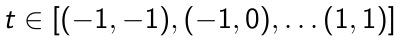 t ∈ [(−1, −1), (−1, 0), … (1, 1)]